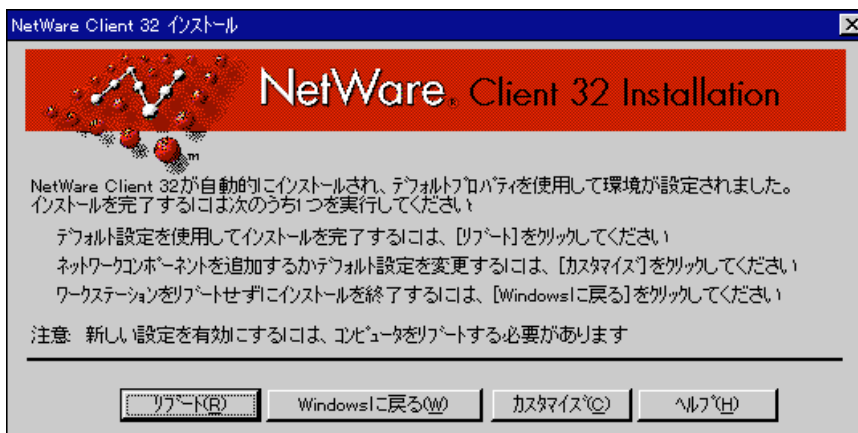 NetWare Client 32 インストール
NetWare® Client 32 Installation
TM
NetWare Client 32が自動的にインストールされ、デフォルトプロパティを使用して環境が設定されました。
インストールを完了するには次のうち1つを実行してください
デフォルト設定を使用してインストールを完了するには、[リブート]をクリックしてください
ネットワークコンポーネントを追加するかデフォルト設定を変更するには、[カスタマイズ]をクリックしてください
ワークステーションをリブートせずにインストールを終了するには、[Windowsに戻る]をクリックしてください
注意: 新しい設定を有効にするには、コンピュータをリブートする必要があります
リブート(R) Windowsに戻る(W) カスタマイズ(C) ヘルプ(H)